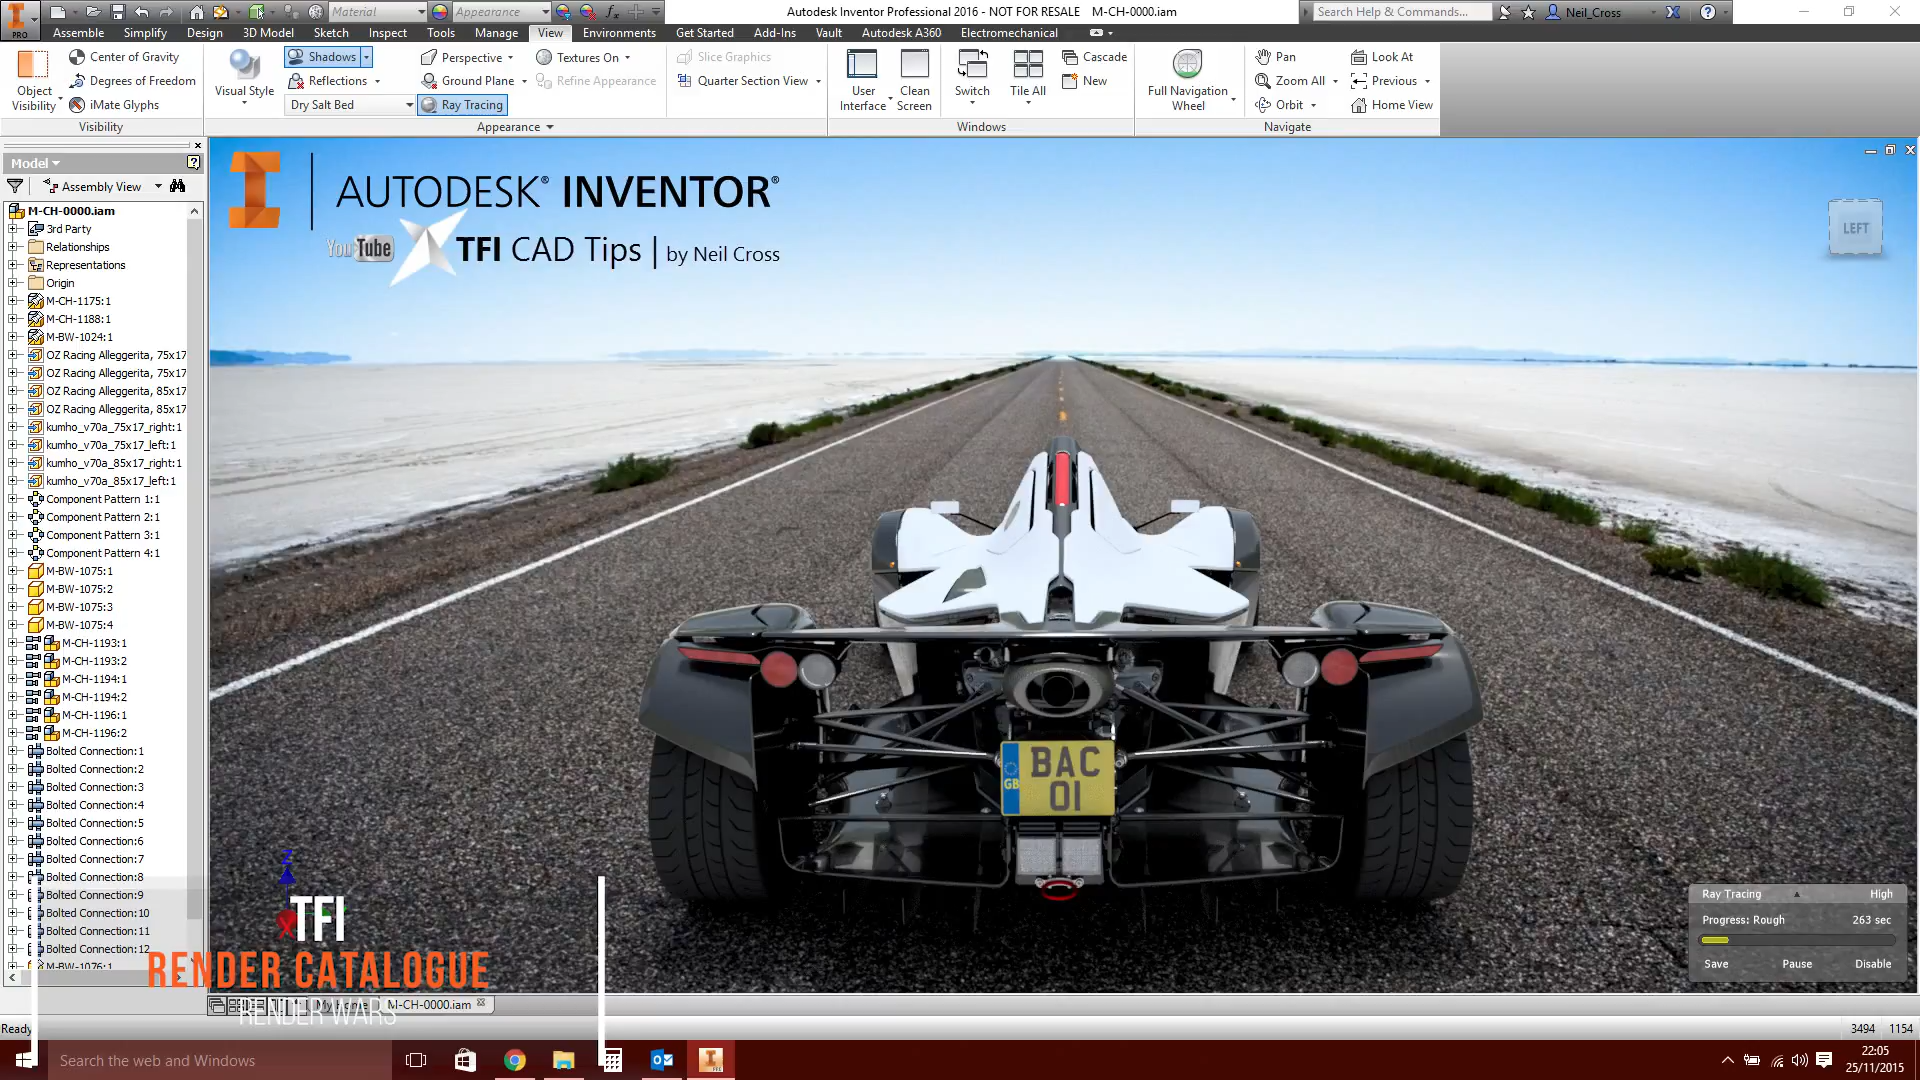 Material
Appearance
Autodesk Inventor Professional 2016 - NOT FOR RESALE M-CH-0000.iam
Search Help & Commands...
Neil_Cross
PRO
Assemble Simplify Design 3D Model Sketch Inspect Tools Manage View Environments Get Started Add-Ins Vault Autodesk A360 Electromechanical
Object Visibility
Center of Gravity
Degrees of Freedom
iMate Glyphs
Visibility
Visual Style
Shadows
Reflections
Dry Salt Bed
Perspective
Ground Plane
Ray Tracing
Textures On
Refine Appearance
Appearance
Slice Graphics
Quarter Section View
User Interface
Clean Screen
Switch
Tile All
Cascade
New
Windows
Full Navigation Wheel
Pan
Zoom All
Orbit
Look At
Previous
Home View
Navigate
Model
Assembly View
M-CH-0000.iam
3rd Party
Relationships
Representations
Origin
M-CH-1175:1
M-CH-1188:1
M-BW-1024:1
OZ Racing Alleggerita, 75x17
OZ Racing Alleggerita, 75x17
OZ Racing Alleggerita, 85x17
OZ Racing Alleggerita, 85x17
kumho_v70a_75x17_right:1
kumho_v70a_75x17_left:1
kumho_v70a_85x17_right:1
kumho_v70a_85x17_left:1
Component Pattern 1:1
Component Pattern 2:1
Component Pattern 3:1
Component Pattern 4:1
M-BW-1075:1
M-BW-1075:2
M-BW-1075:3
M-BW-1075:4
M-CH-1193:1
M-CH-1193:2
M-CH-1194:1
M-CH-1194:2
M-CH-1196:1
M-CH-1196:2
Bolted Connection:1
Bolted Connection:2
Bolted Connection:3
Bolted Connection:4
Bolted Connection:5
Bolted Connection:6
Bolted Connection:7
Bolted Connection:8
Bolted Connection:9
Bolted Connection:10
Bolted Connection:11
Bolted Connection:12
M-BW-1076:1
AUTODESK® INVENTOR®
YouTube TFI CAD Tips | by Neil Cross
LEFT
GB
BAC
01
Z
X
TFI
RENDER CATALOGUE
RENDER WARS
Ray Tracing High
Progress: Rough 263 sec
Save Pause Disable
My Home
M-CH-0000.iam
Ready
3494 1154
Search the web and Windows
22:05
25/11/2015